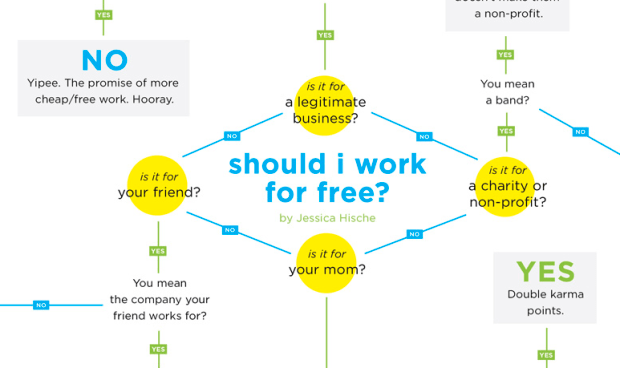 YES
NO
Yipee. The promise of more
cheap/free work. Hooray.
YES
is it for
a legitimate
business?
doesn't make them
a non-profit.
YES
You mean
a band?
YES
NO
NO
NO
should i work
for free?
by Jessica Hische
is it for
your friend?
is it for
a charity or
non-profit?
NO
NO
is it for
your mom?
YES
You mean
the company your
friend works for?
NO
YES
YES
Double karma
points.
YES